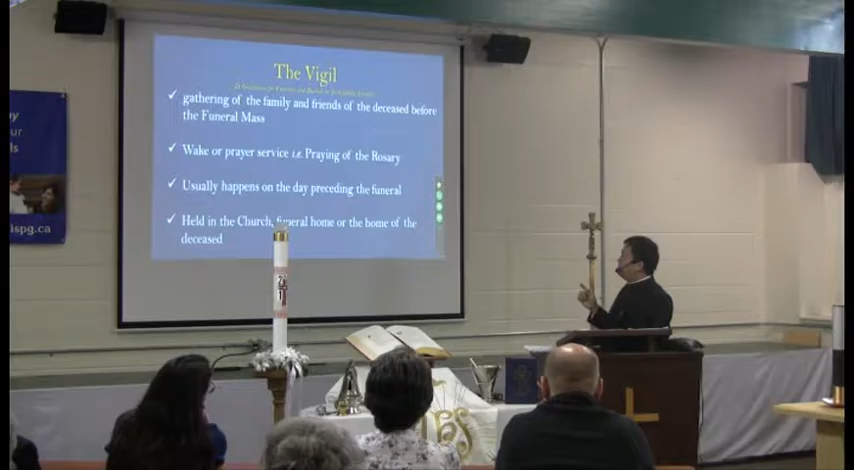 The Vigil
gathering of the family and friends of the deceased before
the Funeral Mass
Wake or prayer service i.e. Praying of the Rosary
Usually happens on the day preceding the funeral
Held in the Church, funeral home or the home of the
deceased
ispg.ca